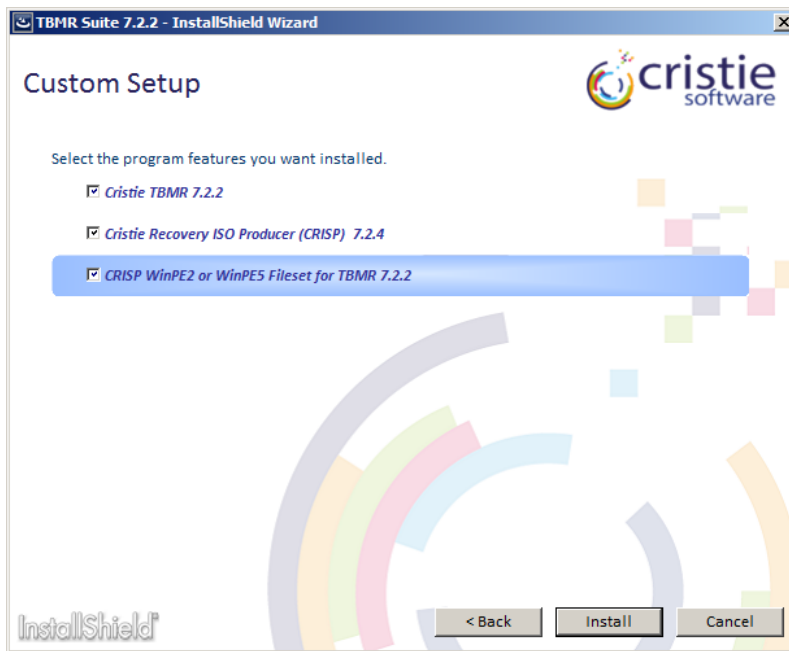 TBMR Suite 7.2.2 - InstallShield Wizard
Custom Setup
cristie
software
Select the program features you want installed.
Cristie TBMR 7.2.2
Cristie Recovery ISO Producer (CRISP) 7.2.4
CRISP WinPE2 or WinPE5 Fileset for TBMR 7.2.2
InstallShield
< Back
Install
Cancel